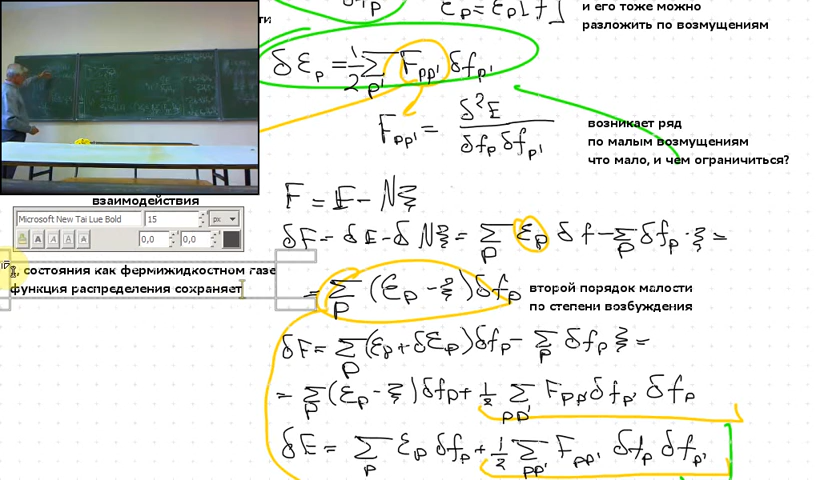 ε_p = ε_p[f]
и его тоже можно
разложить по возмущениям
δε_p = 1/2 Σ_p' F_pp' δf_p'
F_pp' = δ²E / δf_p δf_p'
возникает ряд
по малым возмущениям
что мало, и чем ограничиться?
взаимодействия
Microsoft New Tai Lue Bold 15 px
A A A A 0,0 0,0
F = E - Nξ
δF = δE - δNξ = Σ_p ε_p δf - Σ_p δf_p · ξ =
состояния как фермижидкостном газе
функция распределения сохраняет
= Σ_p (ε_p - ξ) δf_p
второй порядок малости
по степени возбуждения
δF = Σ_p (ε_p + δε_p) δf_p - Σ_p δf_p ξ =
= Σ_p (ε_p - ξ) δf_p + 1/2 Σ_pp' F_pp' δf_p' δf_p
δE = Σ_p ε_p δf_p + 1/2 Σ_pp' F_pp' δf_p δf_p'